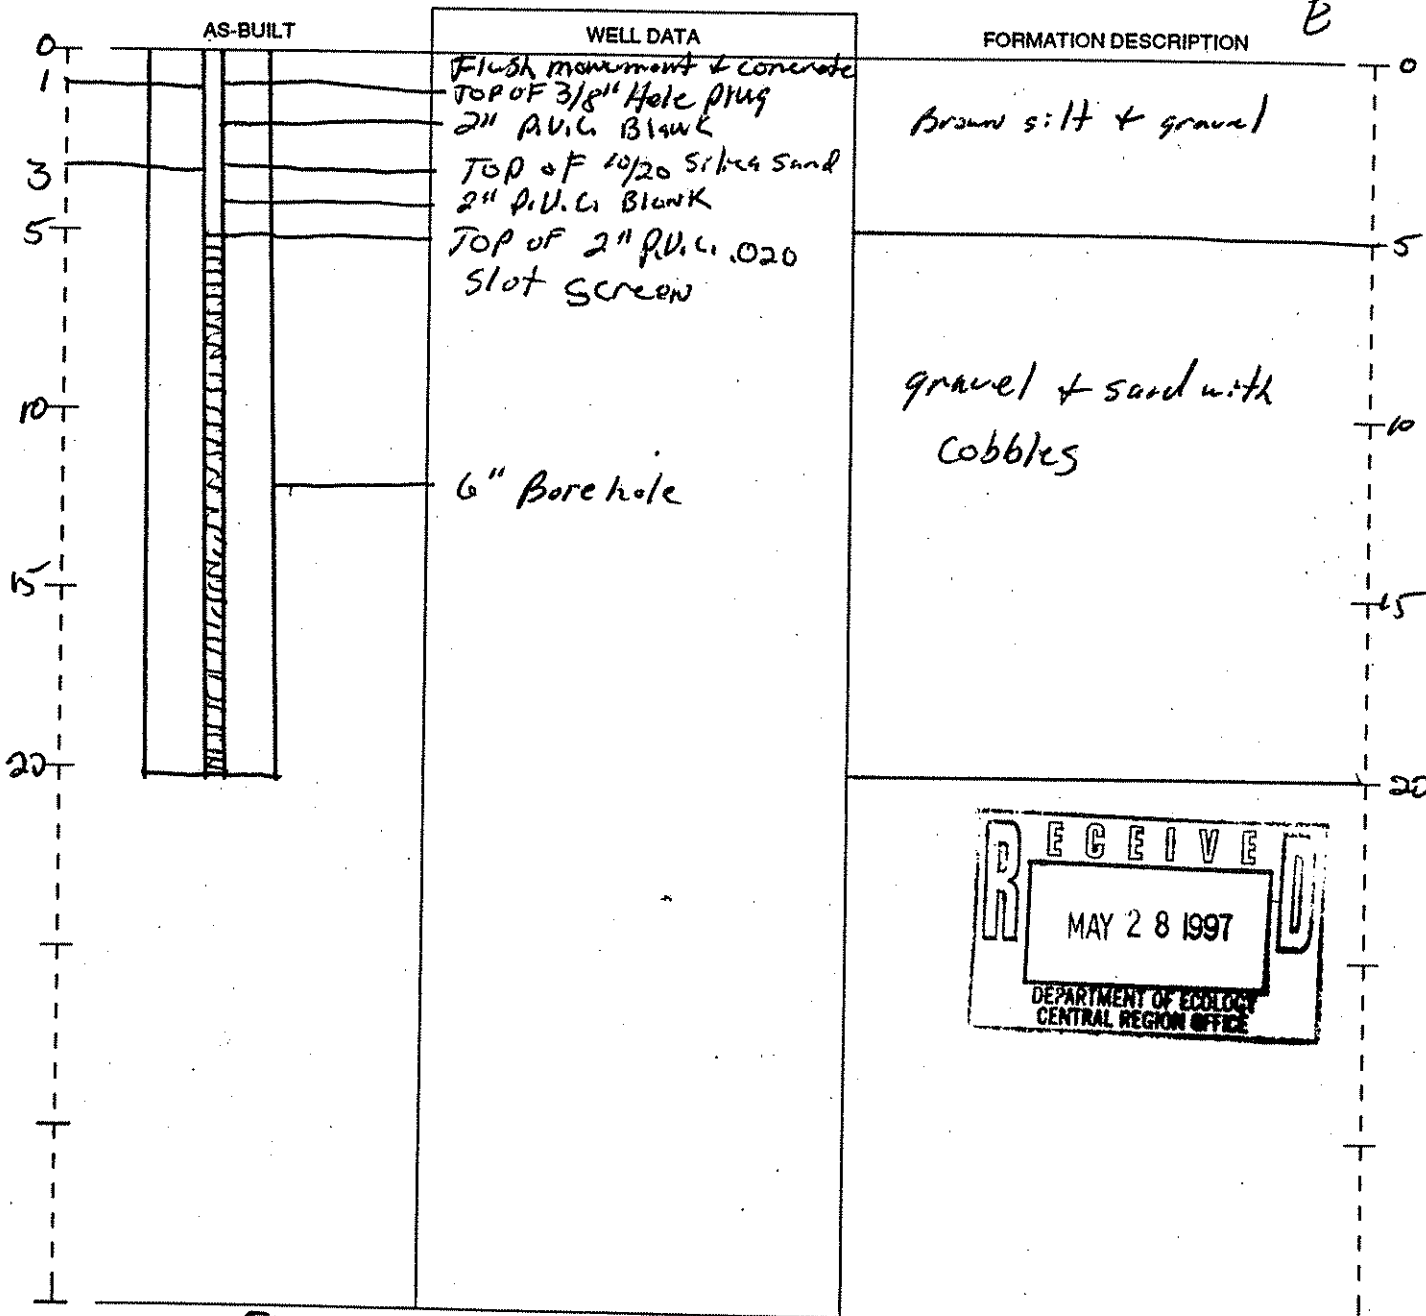 B
AS-BUILT
WELL DATA
FORMATION DESCRIPTION
0
1
3
5
10
15
20
Flush monument & concrete
TOP OF 3/8" Hole plug
2" P.V.C. Blank
TOP OF 10/20 Silica Sand
2" P.V.C. Blank
TOP OF 2" P.V.C. .020
Slot Screen
6" Borehole
Brown silt & gravel
gravel & sand with
Cobbles
0
5
10
15
20
RECEIVED
MAY 28 1997
DEPARTMENT OF ECOLOGY
CENTRAL REGION OFFICE